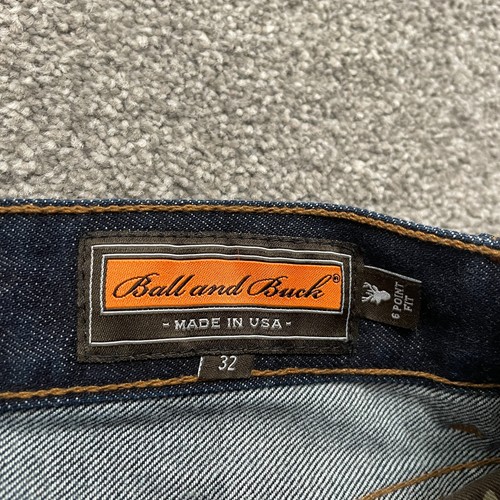 Ball and Buck®
- MADE IN USA -
32
6 POINT
FIT